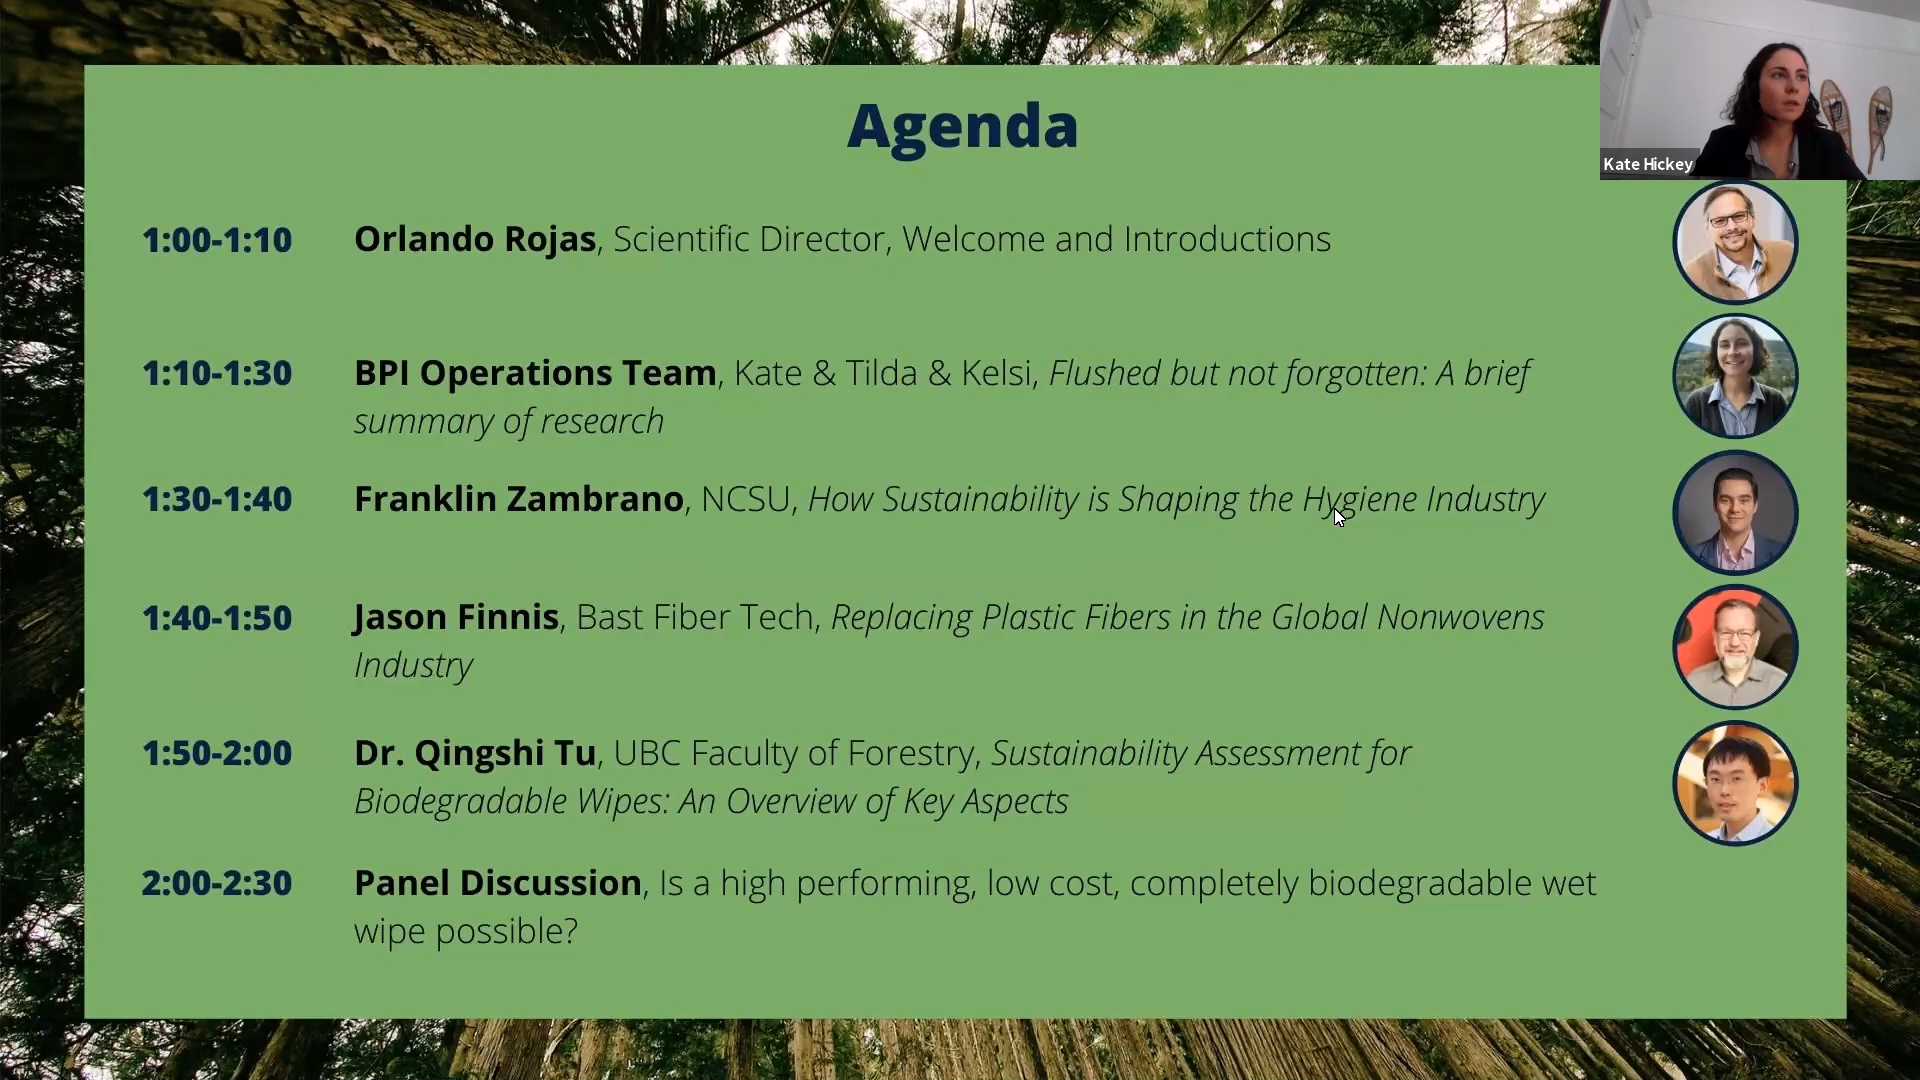 Agenda
Kate Hickey
1:00-1:10 Orlando Rojas, Scientific Director, Welcome and Introductions
1:10-1:30 BPI Operations Team, Kate & Tilda & Kelsi, Flushed but not forgotten: A brief
summary of research
1:30-1:40 Franklin Zambrano, NCSU, How Sustainability is Shaping the Hygiene Industry
1:40-1:50 Jason Finnis, Bast Fiber Tech, Replacing Plastic Fibers in the Global Nonwovens
Industry
1:50-2:00 Dr. Qingshi Tu, UBC Faculty of Forestry, Sustainability Assessment for
Biodegradable Wipes: An Overview of Key Aspects
2:00-2:30 Panel Discussion, Is a high performing, low cost, completely biodegradable wet
wipe possible?